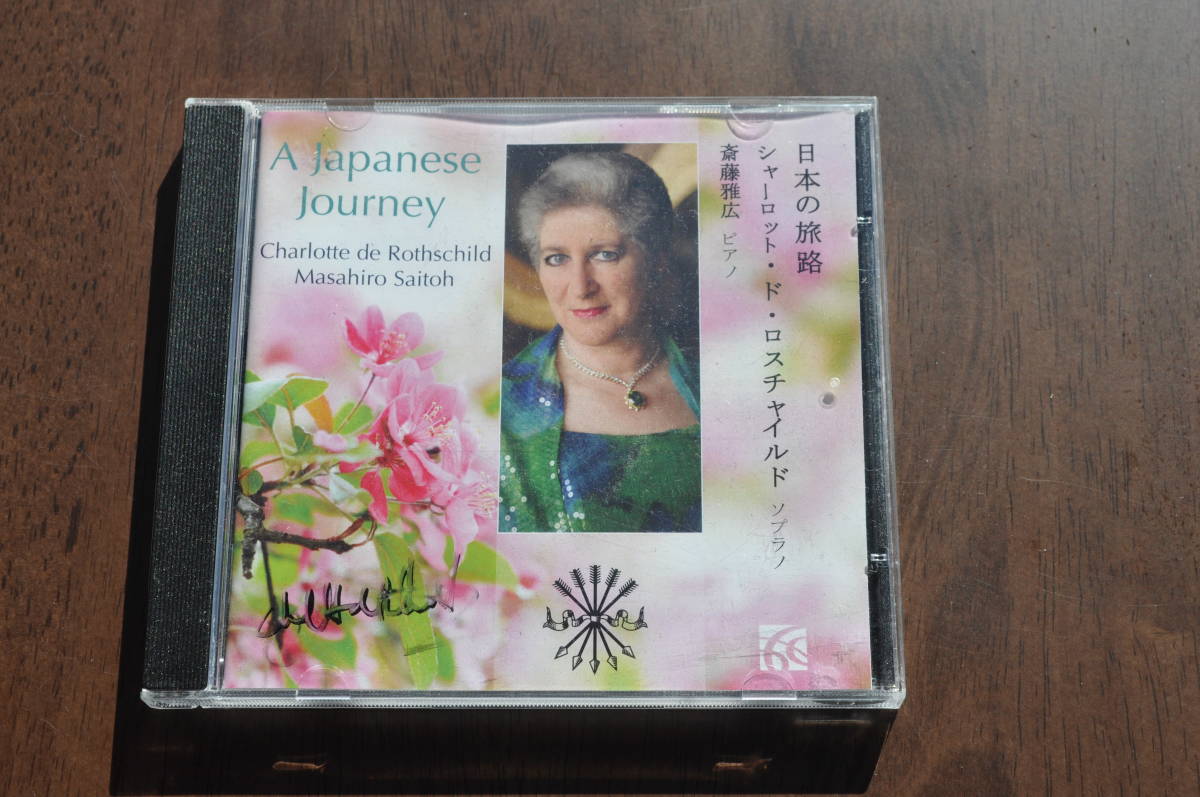 A Japanese
Journey
Charlotte de Rothschild
Masahiro Saitoh
日本の旅路
シャーロット・ド・ロスチャイルド ソプラノ
斎藤雅広 ピアノ